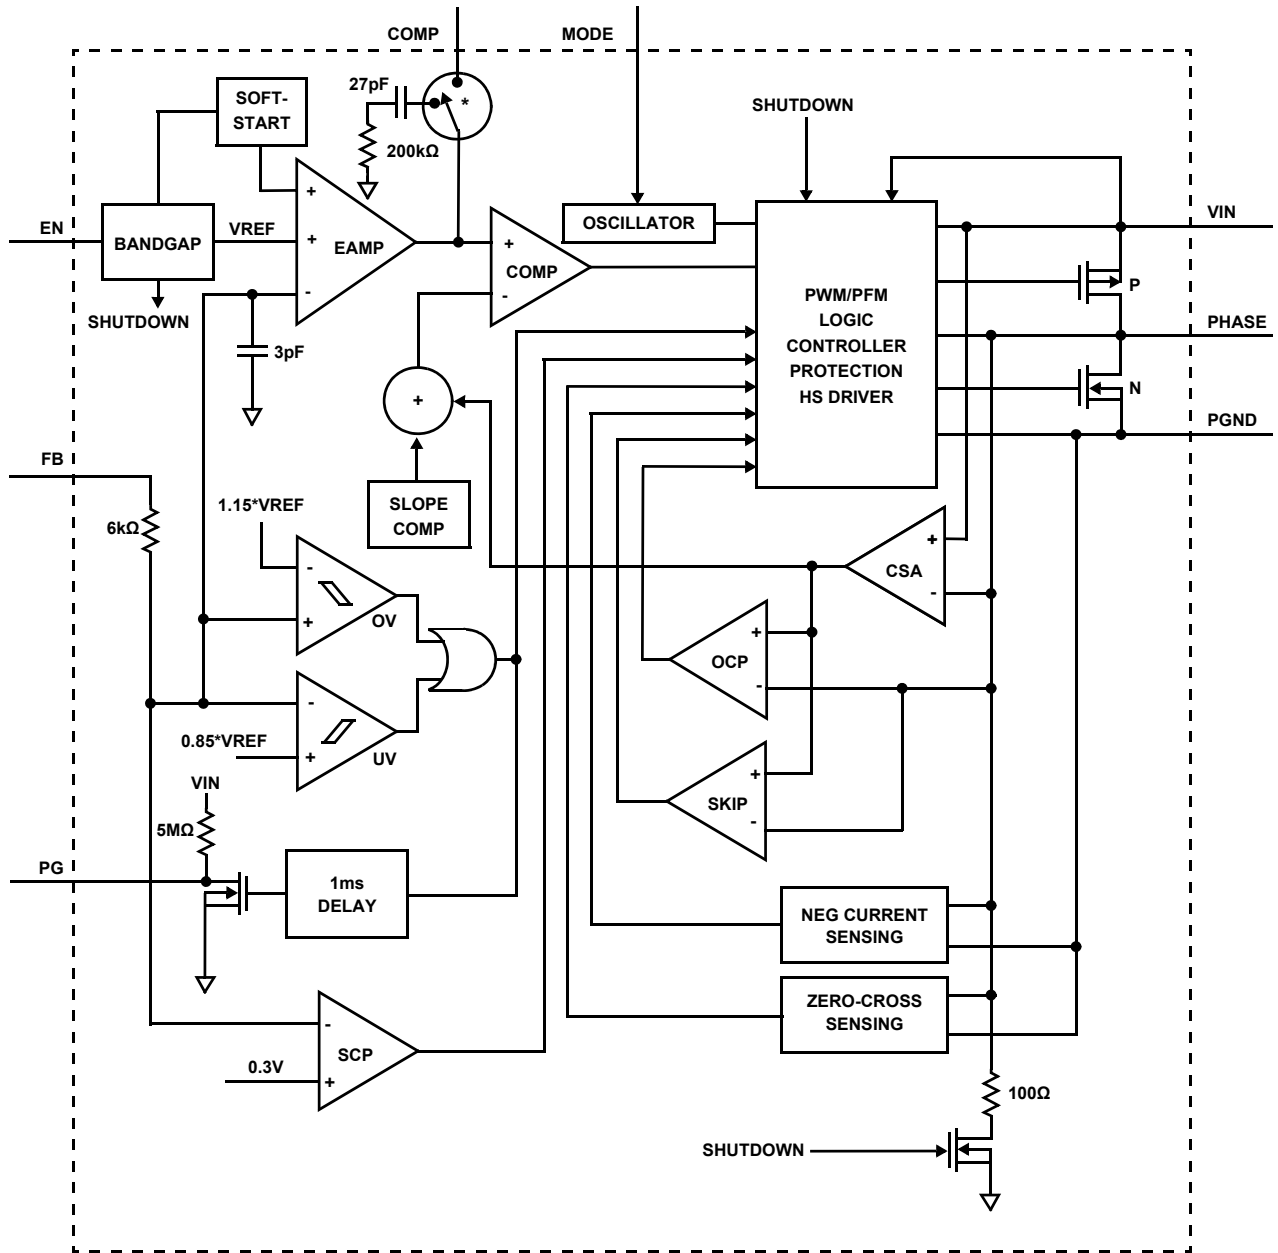 COMP
MODE
27pF
*
SOFT-
START
200kΩ
SHUTDOWN
EN
BANDGAP
VREF
+
+
-
EAMP
SHUTDOWN
3pF
+
-
COMP
OSCILLATOR
PWM/PFM
LOGIC
CONTROLLER
PROTECTION
HS DRIVER
VIN
P
PHASE
N
PGND
+
SLOPE
COMP
FB
6kΩ
1.15*VREF
-
+
OV
0.85*VREF
-
+
UV
+
-
CSA
+
-
OCP
+
-
SKIP
VIN
5MΩ
PG
1ms
DELAY
NEG CURRENT
SENSING
ZERO-CROSS
SENSING
-
+
SCP
0.3V
100Ω
SHUTDOWN